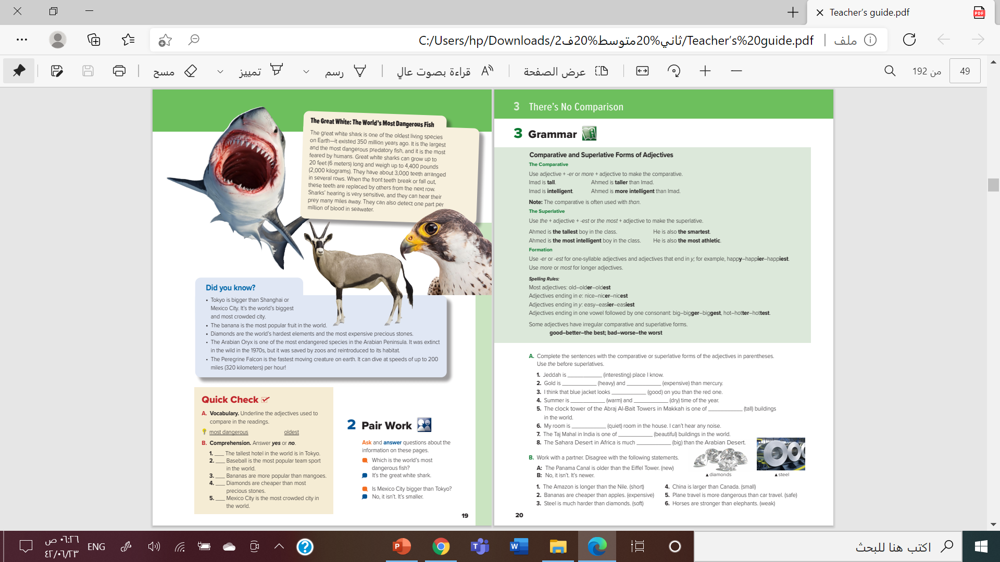 Teacher's guide.pdf
C:/Users/hp/Downloads/ثاني%20متوسط%20ف2/Teacher's%20guide.pdf
ملف
مسح
تمييز
رسم
قراءة بصوت عالٍ
عرض الصفحة
من 192
49
The Great White: The World's Most Dangerous Fish
The great white shark is one of the oldest living species
on Earth—it existed 350 million years ago. It is the largest
and the most dangerous predatory fish, and it is the most
feared by humans. Great white sharks can grow up to
20 feet (6 meters) long and weigh up to 4,400 pounds
(2,000 kilograms). They have about 3,000 teeth arranged
in several rows. When the front teeth break or fall out,
these teeth are replaced by others from the next row.
Sharks' hearing is very sensitive, and they can hear their
prey many miles away. They can also detect one part per
million of blood in seawater.
Did you know?
• Tokyo is bigger than Shanghai or
Mexico City. It's the world's biggest
and most crowded city.
• The banana is the most popular fruit in the world.
• Diamonds are the world's hardest elements and the most expensive precious stones.
• The Arabian Oryx is one of the most endangered species in the Arabian Peninsula. It was extinct
in the wild in the 1970s, but it was saved by zoos and reintroduced to its habitat.
• The Peregrine Falcon is the fastest moving creature on earth. It can dive at speeds of up to 200
miles (320 kilometers) per hour!
Quick Check
A. Vocabulary. Underline the adjectives used to
compare in the readings.
most dangerous oldest
B. Comprehension. Answer yes or no.
1. ___ The tallest hotel in the world is in Tokyo.
2. ___ Baseball is the most popular team sport
in the world.
3. ___ Bananas are more popular than mangoes.
4. ___ Diamonds are cheaper than most
precious stones.
5. ___ Mexico City is the most crowded city in
the world.
2 Pair Work
Ask and answer questions about the
information on these pages.
Which is the world's most
dangerous fish?
It's the great white shark.
Is Mexico City bigger than Tokyo?
No, it isn't. It's smaller.
19
3 There's No Comparison
3 Grammar
abc
Comparative and Superlative Forms of Adjectives
The Comparative
Use adjective + -er or more + adjective to make the comparative.
Imad is tall. Ahmed is taller than Imad.
Imad is intelligent. Ahmed is more intelligent than Imad.
Note: The comparative is often used with than.
The Superlative
Use the + adjective + -est or the most + adjective to make the superlative.
Ahmed is the tallest boy in the class. He is also the smartest.
Ahmed is the most intelligent boy in the class. He is also the most athletic.
Formation
Use -er or -est for one-syllable adjectives and adjectives that end in y; for example, happy–happier–happiest.
Use more or most for longer adjectives.
Spelling Rules:
Most adjectives: old–older–oldest
Adjectives ending in e: nice–nicer–nicest
Adjectives ending in y: easy–easier–easiest
Adjectives ending in one vowel followed by one consonant: big–bigger–biggest, hot–hotter–hottest.
Some adjectives have irregular comparative and superlative forms.
good–better–the best; bad–worse–the worst
A. Complete the sentences with the comparative or superlative forms of the adjectives in parentheses.
Use the before superlatives.
1. Jeddah is ___________ (interesting) place I know.
2. Gold is ___________ (heavy) and ___________ (expensive) than mercury.
3. I think that blue jacket looks ___________ (good) on you than the red one.
4. Summer is ___________ (warm) and ___________ (dry) time of the year.
5. The clock tower of the Abraj Al-Bait Towers in Makkah is one of ___________ (tall) buildings
in the world.
6. My room is ___________ (quiet) room in the house. I can't hear any noise.
7. The Taj Mahal in India is one of ___________ (beautiful) buildings in the world.
8. The Sahara Desert in Africa is much ___________ (big) than the Arabian Desert.
B. Work with a partner. Disagree with the following statements.
A: The Panama Canal is older than the Eiffel Tower. (new)
B: No, it isn't. It's newer.
▲ diamonds
▲ steel
1. The Amazon is longer than the Nile. (short)
2. Bananas are cheaper than apples. (expensive)
3. Steel is much harder than diamonds. (soft)
4. China is larger than Canada. (small)
5. Plane travel is more dangerous than car travel. (safe)
6. Horses are stronger than elephants. (weak)
20
٠٦:٢٦ ص
٤٢/٠٦/٢٣
ENG
اكتب هنا للبحث